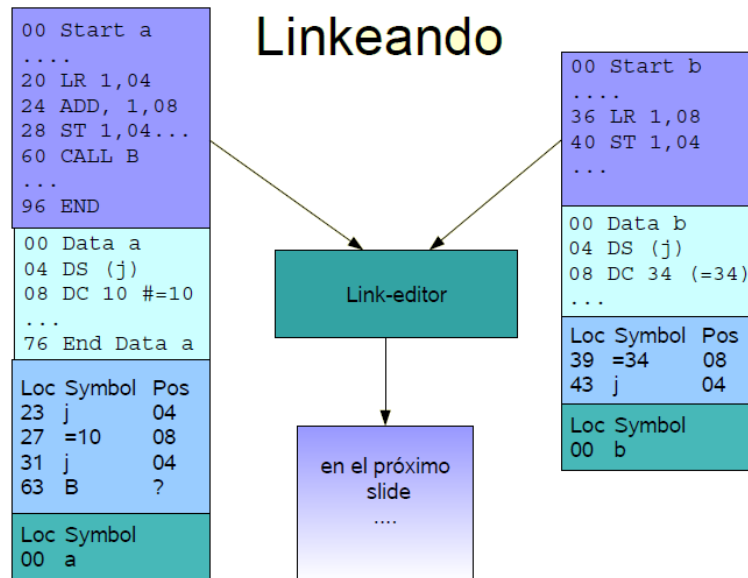 Linkeando
00 Start a
....
20 LR 1,04
24 ADD, 1,08
28 ST 1,04...
60 CALL B
...
96 END
00 Data a
04 DS (j)
08 DC 10 #=10
...
76 End Data a
Loc Symbol Pos
23 j 04
27 =10 08
31 j 04
63 B ?
Loc Symbol
00 a
Link-editor
en el próximo
slide
....
00 Start b
....
36 LR 1,08
40 ST 1,04
...
00 Data b
04 DS (j)
08 DC 34 (=34)
...
Loc Symbol Pos
39 =34 08
43 j 04
Loc Symbol
00 b